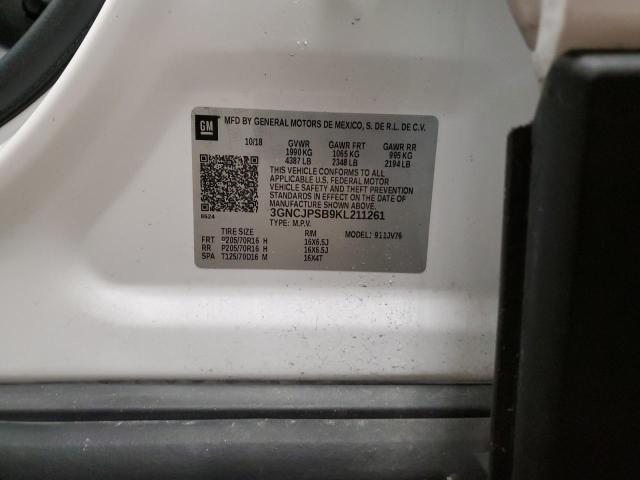 GM
MFD BY GENERAL MOTORS DE MEXICO, S. DE R.L. DE C.V.
10/18 GVWR GAWR FRT GAWR RR
1990 KG 1065 KG 995 KG
4387 LB 2348 LB 2194 LB
THIS VEHICLE CONFORMS TO ALL
APPLICABLE U.S. FEDERAL MOTOR
VEHICLE SAFETY AND THEFT
PREVENTION STANDARDS IN EFFECT
ON THE DATE OF MANUFACTURE
SHOWN ABOVE.
3GNCJPSB9KL211261
8624 TYPE: M.P.V.
TIRE SIZE RIM MODEL: 911JV76
FRT P205/70R16 H 16X6.5J
RR P205/70R16 H 16X6.5J
SPA T125/70D16 M 16X4T